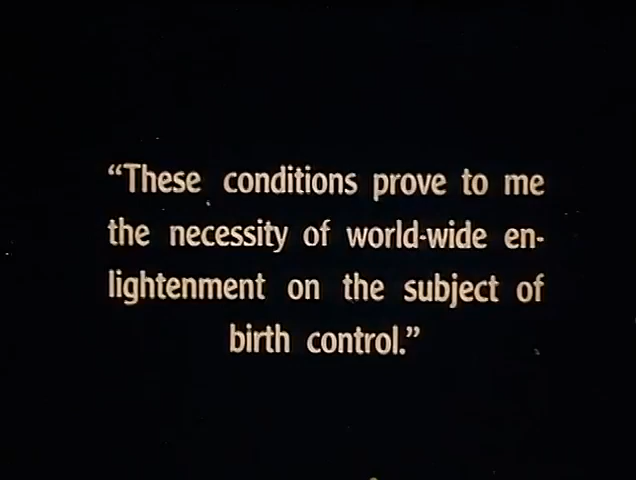 “These conditions prove to me
the necessity of world-wide en-
lightenment on the subject of
birth control.”